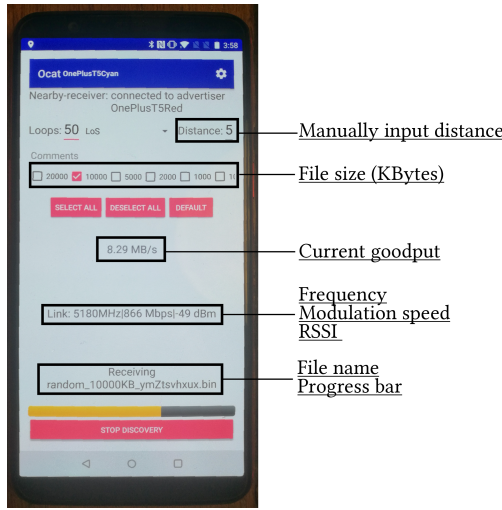 3:58
Ocat OnePlusT5Cyan
Nearby-receiver: connected to advertiser
OnePlusT5Red
Loops: 50 LoS Distance: 5
Manually input distance
Comments
20000 10000 5000 2000 1000
File size (KBytes)
SELECT ALL DESELECT ALL DEFAULT
8.29 MB/s
Current goodput
Link: 5180MHz|866 Mbps|-49 dBm
Frequency
Modulation speed
RSSI
Receiving
random_10000KB_ymZtsvhxux.bin
File name
Progress bar
STOP DISCOVERY